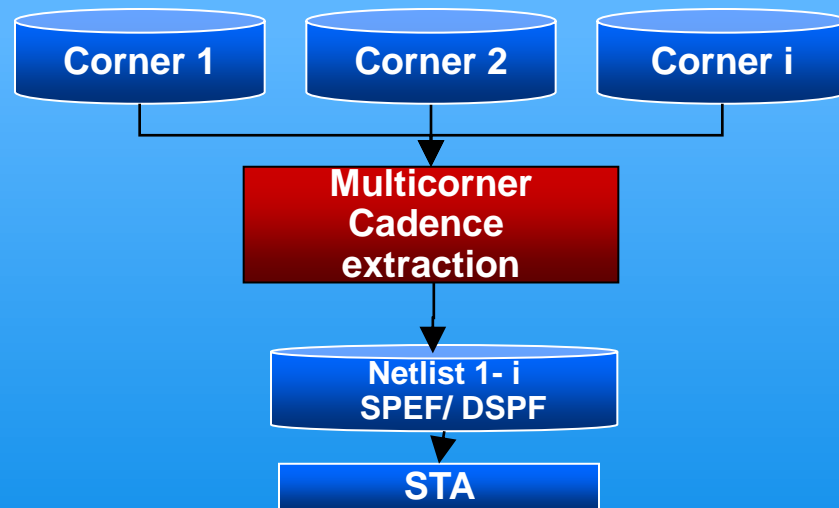 Corner 1
Corner 2
Corner i
Multicorner
Cadence
extraction
Netlist 1- i
SPEF/ DSPF
STA